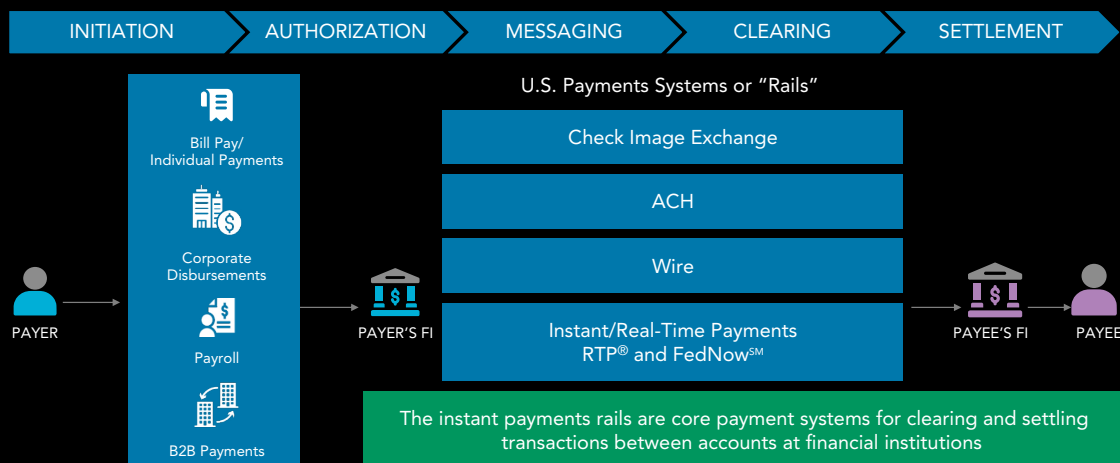 INITIATION
AUTHORIZATION
MESSAGING
CLEARING
SETTLEMENT
U.S. Payments Systems or “Rails”
Bill Pay/
Individual Payments
Corporate
Disbursements
Payroll
B2B Payments
PAYER
PAYER’S FI
Check Image Exchange
ACH
Wire
Instant/Real-Time Payments
RTP® and FedNow℠
PAYEE’S FI
PAYEE
The instant payments rails are core payment systems for clearing and settling
transactions between accounts at financial institutions